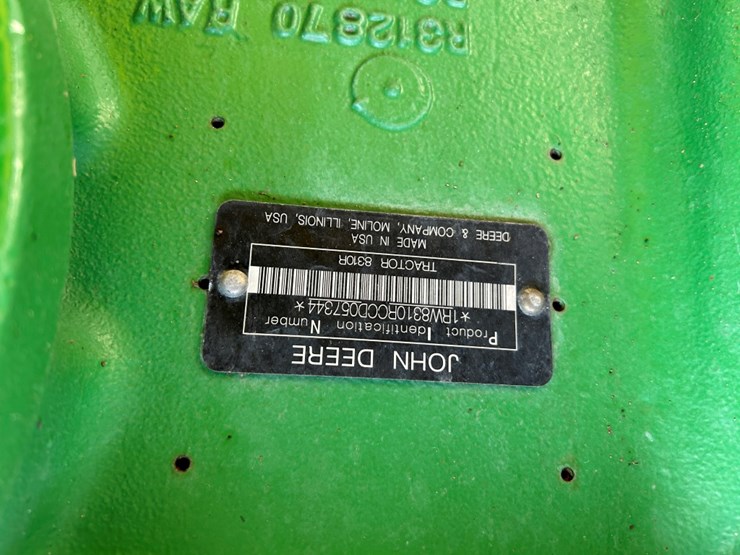 JOHN DEERE
Product Identification Number
*1RW8310RCCD057344*
TRACTOR 8310R
MADE IN USA
DEERE & COMPANY, MOLINE, ILLINOIS, USA
R312870 RAW